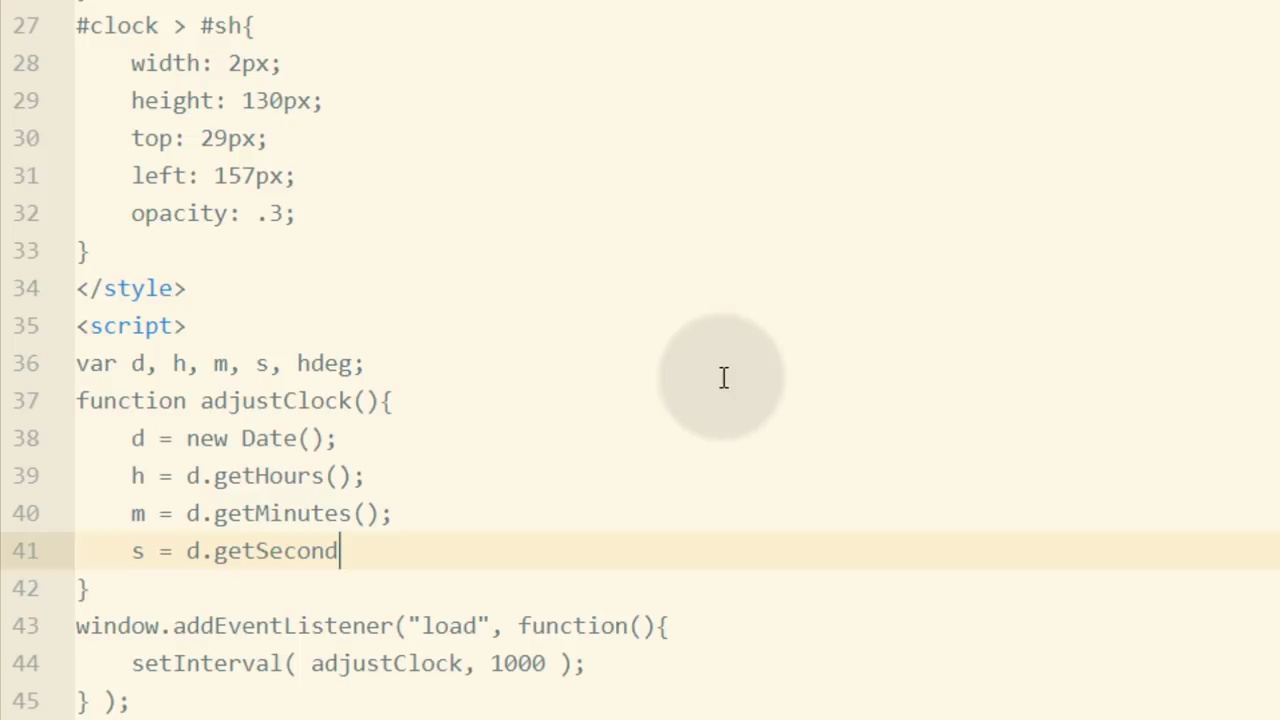 27 #clock > #sh{
28     width: 2px;
29     height: 130px;
30     top: 29px;
31     left: 157px;
32     opacity: .3;
33 }
34 </style>
35 <script>
36 var d, h, m, s, hdeg;
37 function adjustClock(){
38     d = new Date();
39     h = d.getHours();
40     m = d.getMinutes();
41     s = d.getSecond
42 }
43 window.addEventListener("load", function(){
44     setInterval( adjustClock, 1000 );
45 } );